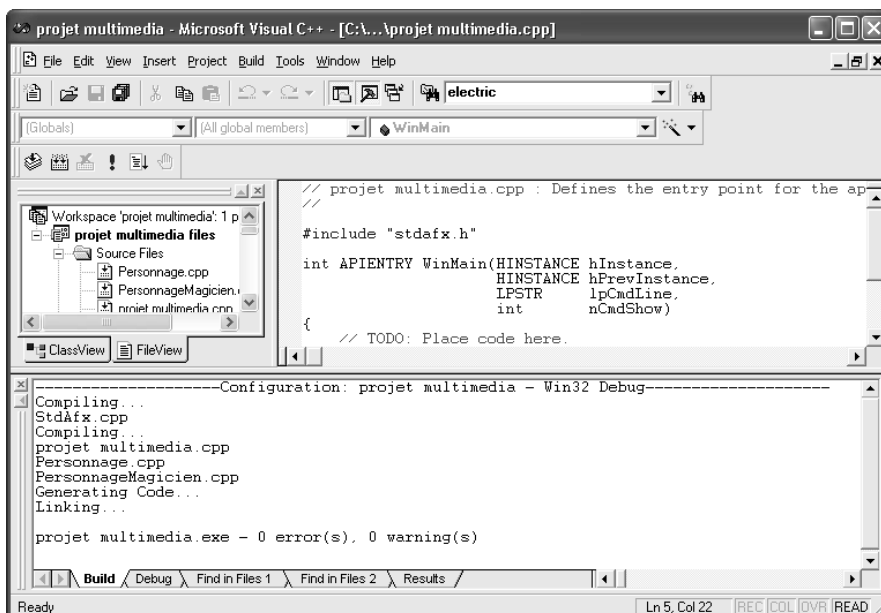 projet multimedia - Microsoft Visual C++ - [C:\...\projet multimedia.cpp]
File Edit View Insert Project Build Tools Window Help
electric
(Globals) (All global members) WinMain
Workspace 'projet multimedia': 1 p
projet multimedia files
Source Files
Personnage.cpp
PersonnageMagicien.
projet multimedia.cpp
ClassView FileView
// projet multimedia.cpp : Defines the entry point for the ap
//
#include "stdafx.h"
int APIENTRY WinMain(HINSTANCE hInstance,
HINSTANCE hPrevInstance,
LPSTR lpCmdLine,
int nCmdShow)
{
// TODO: Place code here.
--------------------Configuration: projet multimedia - Win32 Debug--------------------
Compiling...
StdAfx.cpp
Compiling...
projet multimedia.cpp
Personnage.cpp
PersonnageMagicien.cpp
Generating Code...
Linking...
projet multimedia.exe - 0 error(s), 0 warning(s)
Build Debug Find in Files 1 Find in Files 2 Results
Ready Ln 5, Col 22 REC COL OVR READ